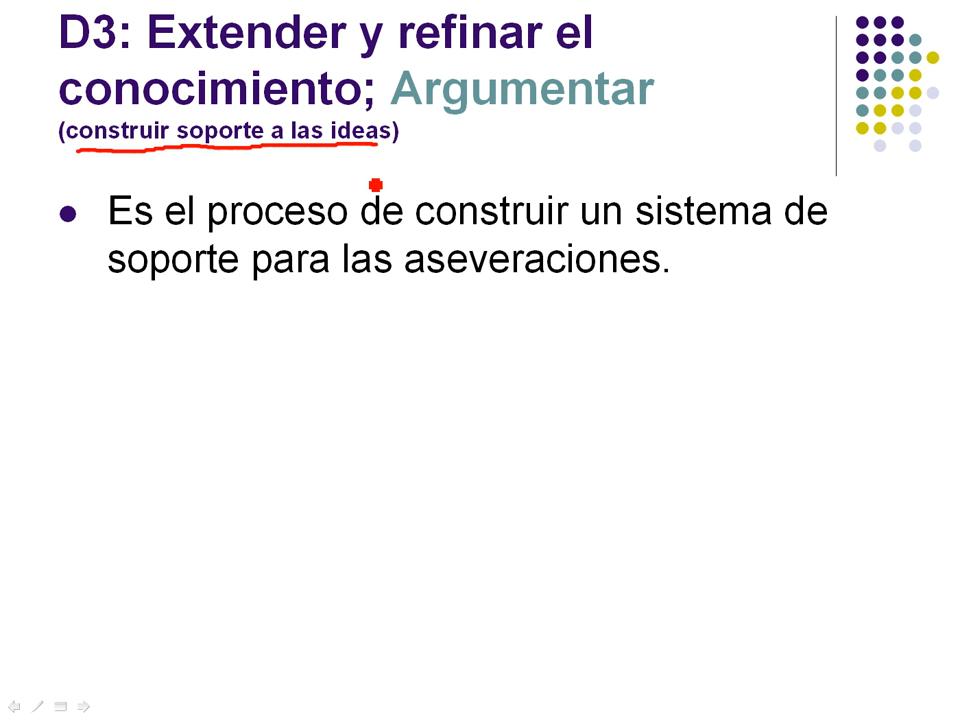 D3: Extender y refinar el
conocimiento; Argumentar
(construir soporte a las ideas)
Es el proceso de construir un sistema de
soporte para las aseveraciones.